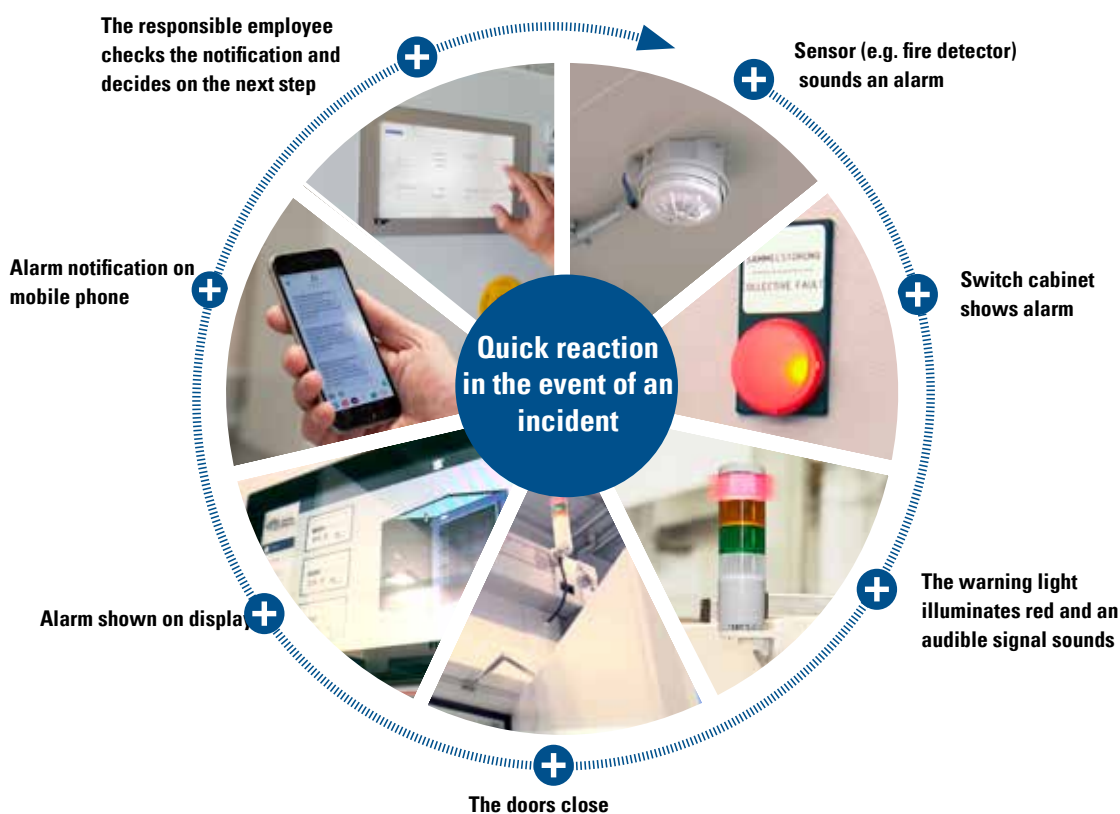 The responsible employee
checks the notification and
decides on the next step
Sensor (e.g. fire detector)
sounds an alarm
Alarm notification on
mobile phone
Switch cabinet
shows alarm
SAMMELSTÖRUNG
COLLECTIVE FAULT
Quick reaction
in the event of an
incident
Alarm shown on display
The warning light
illuminates red and an
audible signal sounds
The doors close